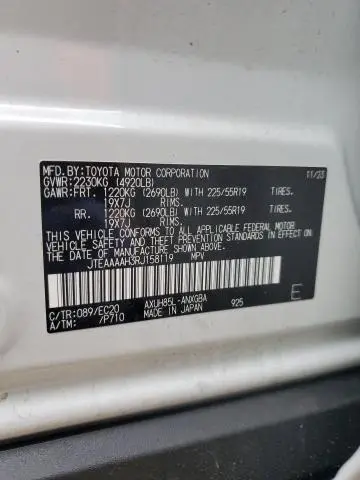 MFD.BY:TOYOTA MOTOR CORPORATION 11/23
GVWR:2230KG (4920LB)
GAWR:FRT. 1220KG (2690LB) WITH 225/55R19 TIRES.
19X7J RIMS.
RR. 1220KG (2690LB) WITH 225/55R19 TIRES.
19X7J RIMS.
THIS VEHICLE CONFORMS TO ALL APPLICABLE FEDERAL
MOTOR VEHICLE SAFETY STANDARDS IN EFFECT ON
THE DATE OF MANUFACTURE SHOWN ABOVE.
JTEAAAAH3RJ158119 MPV
C/TR:089/EC20 AXUH85L-ANXGBA 925 E
A/TM: /P710 MADE IN JAPAN